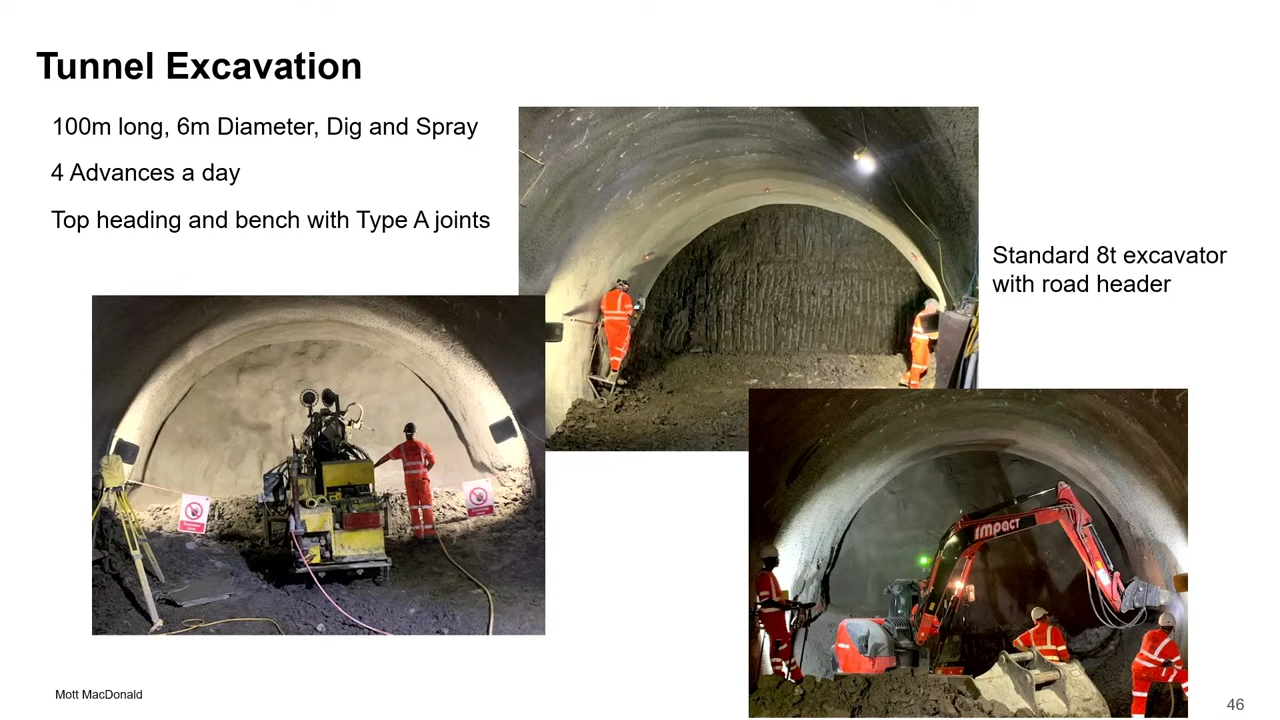 Tunnel Excavation
100m long, 6m Diameter, Dig and Spray
4 Advances a day
Top heading and bench with Type A joints
Standard 8t excavator
with road header
impact
Mott MacDonald
46